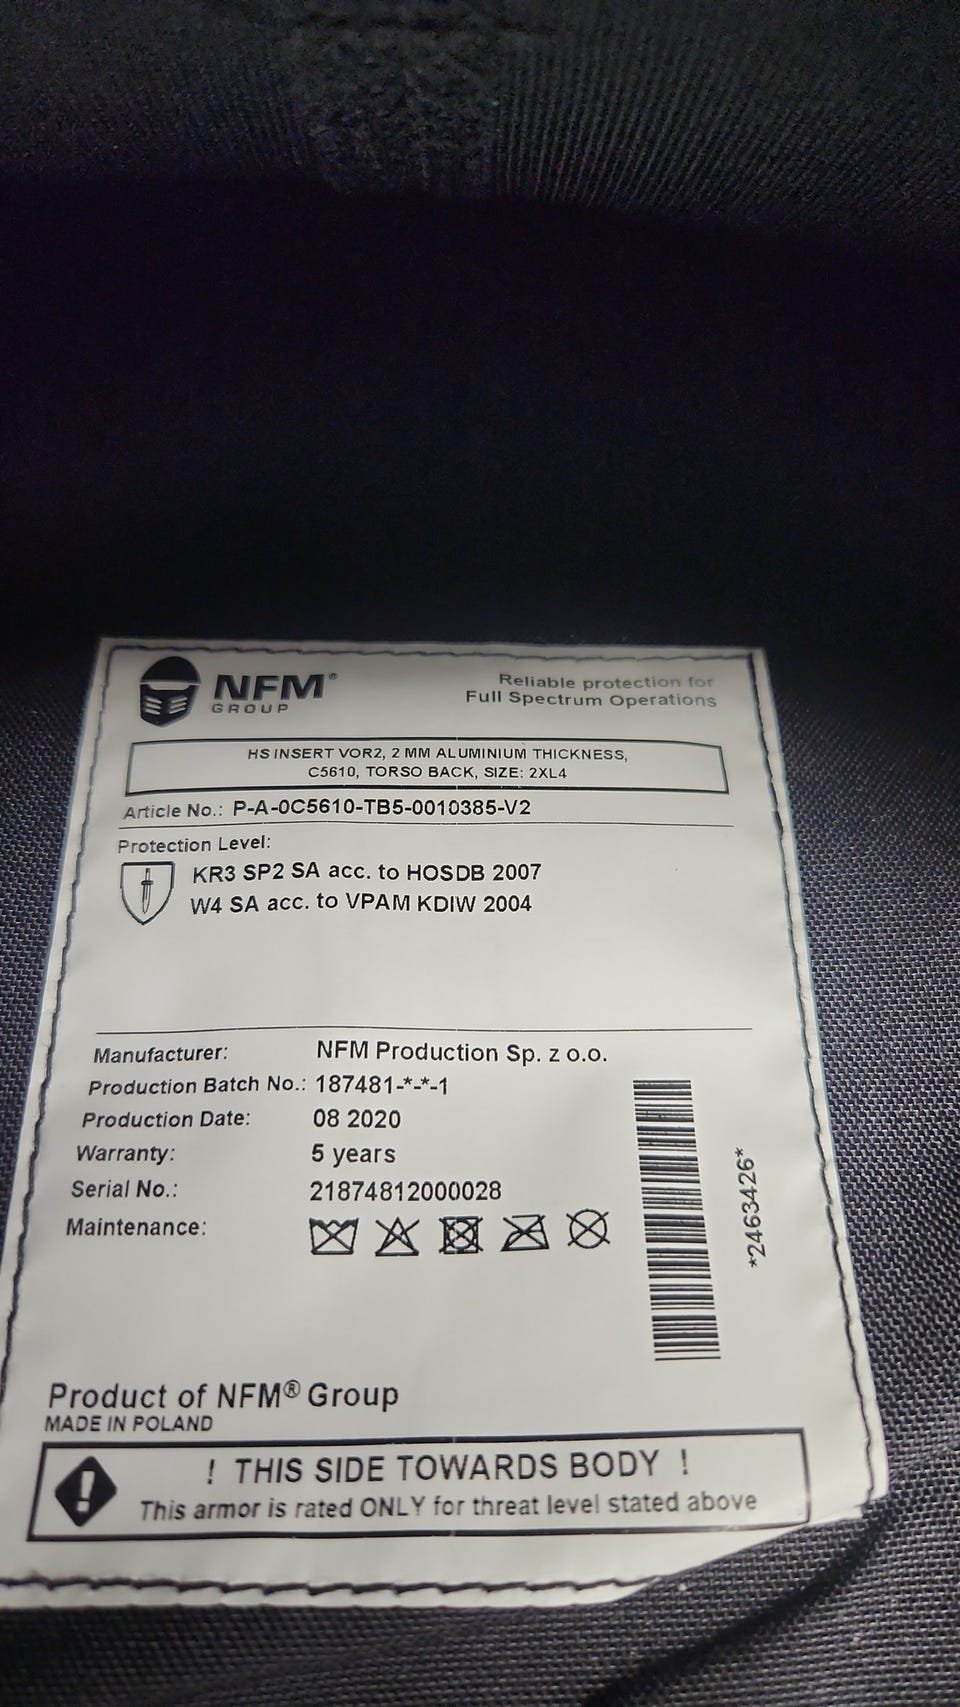 NFM®
GROUP
Reliable protection for
Full Spectrum Operations
HS INSERT VOR2, 2 MM ALUMINIUM THICKNESS,
C5610, TORSO BACK, SIZE: 2XL4
Article No.: P-A-0C5610-TB5-0010385-V2
Protection Level:
KR3 SP2 SA acc. to HOSDB 2007
W4 SA acc. to VPAM KDIW 2004
Manufacturer: NFM Production Sp. z o.o.
Production Batch No.: 187481-*-*-1
Production Date: 08 2020
Warranty: 5 years
Serial No.: 21874812000028
Maintenance:
*2463426*
Product of NFM® Group
MADE IN POLAND
! THIS SIDE TOWARDS BODY !
This armor is rated ONLY for threat level stated above